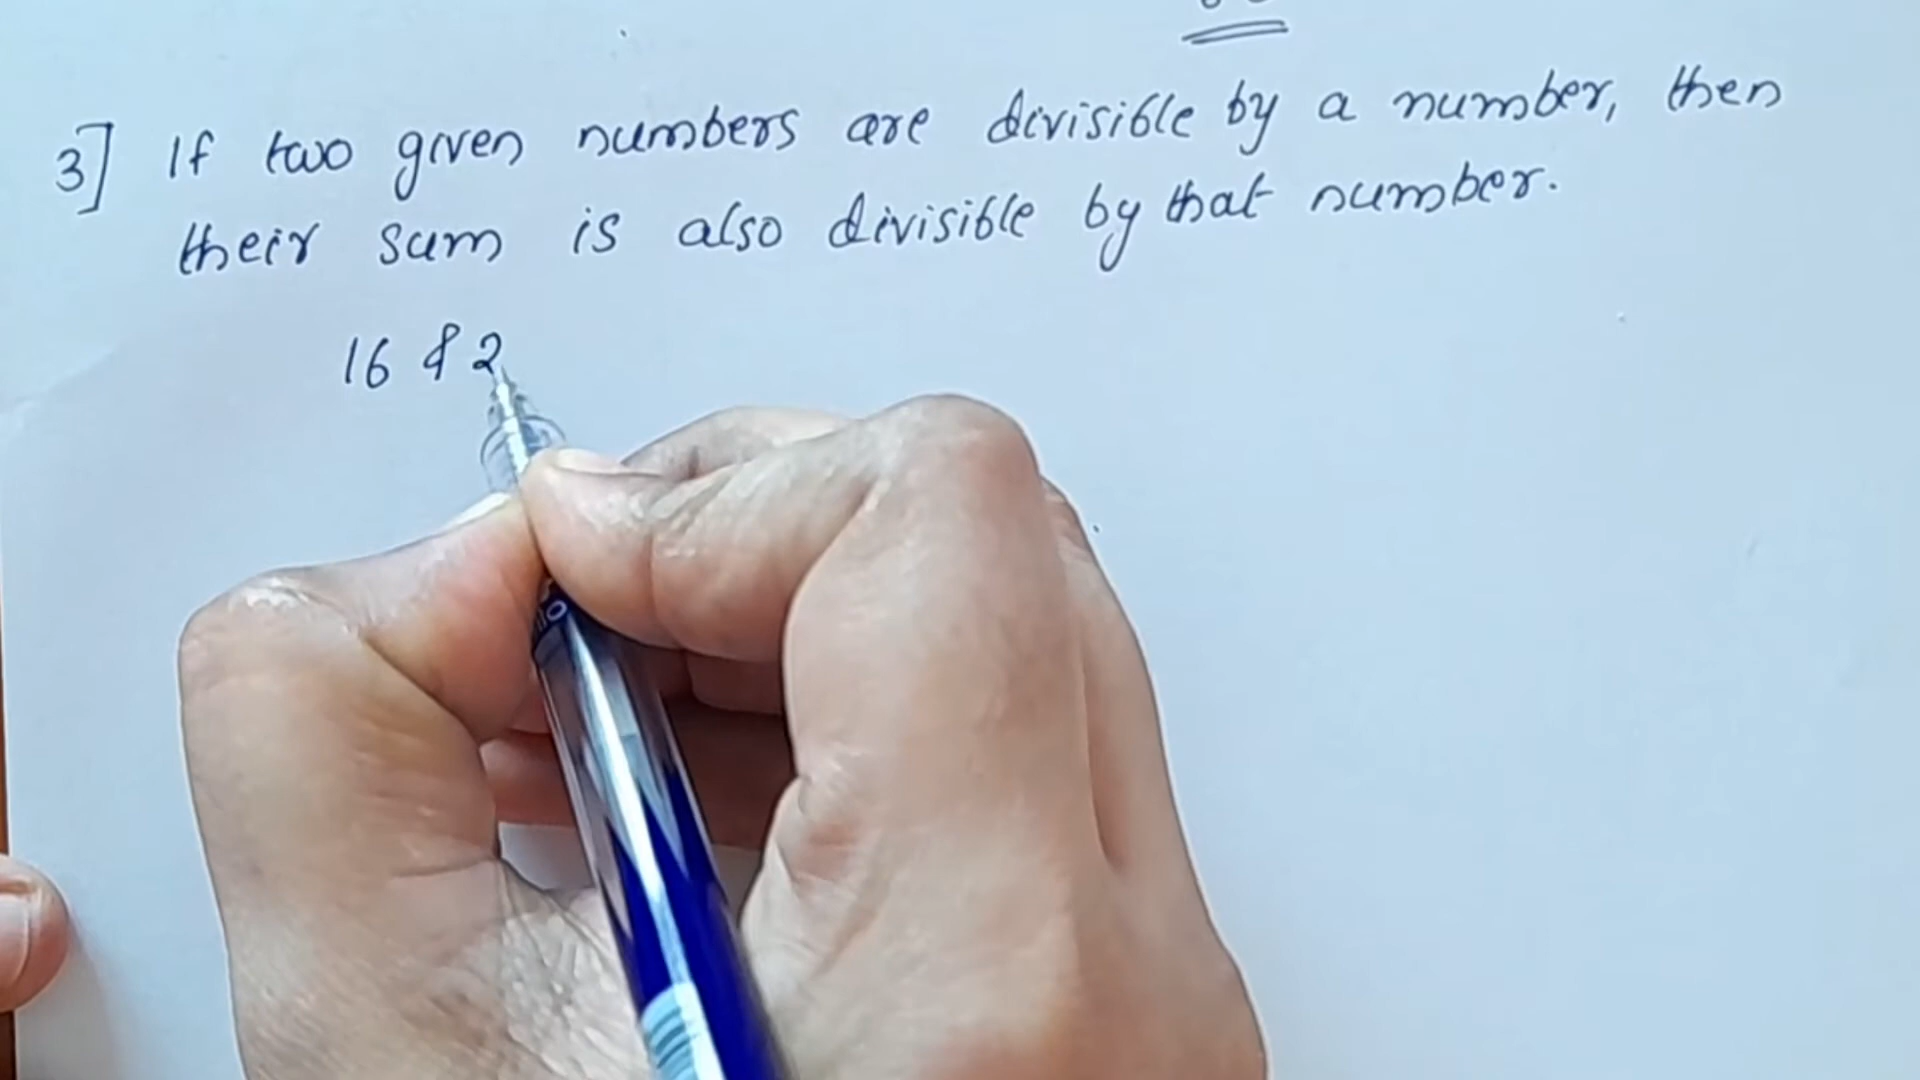 3] If two given numbers are divisible by a number, then
their sum is also divisible by that number.
16 & 2